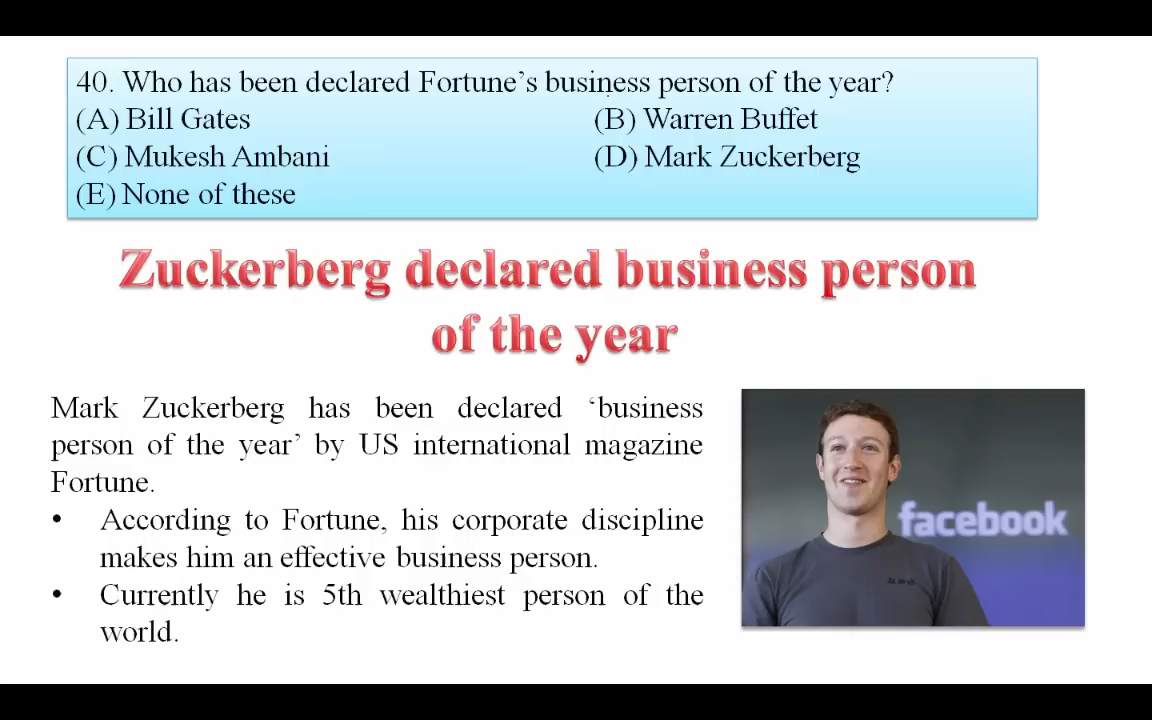 40. Who has been declared Fortune’s business person of the year?
(A) Bill Gates (B) Warren Buffet
(C) Mukesh Ambani (D) Mark Zuckerberg
(E) None of these
Zuckerberg declared business person
of the year
Mark Zuckerberg has been declared ‘business
person of the year’ by US international magazine
Fortune.
• According to Fortune, his corporate discipline
makes him an effective business person.
• Currently he is 5th wealthiest person of the
world.
facebook